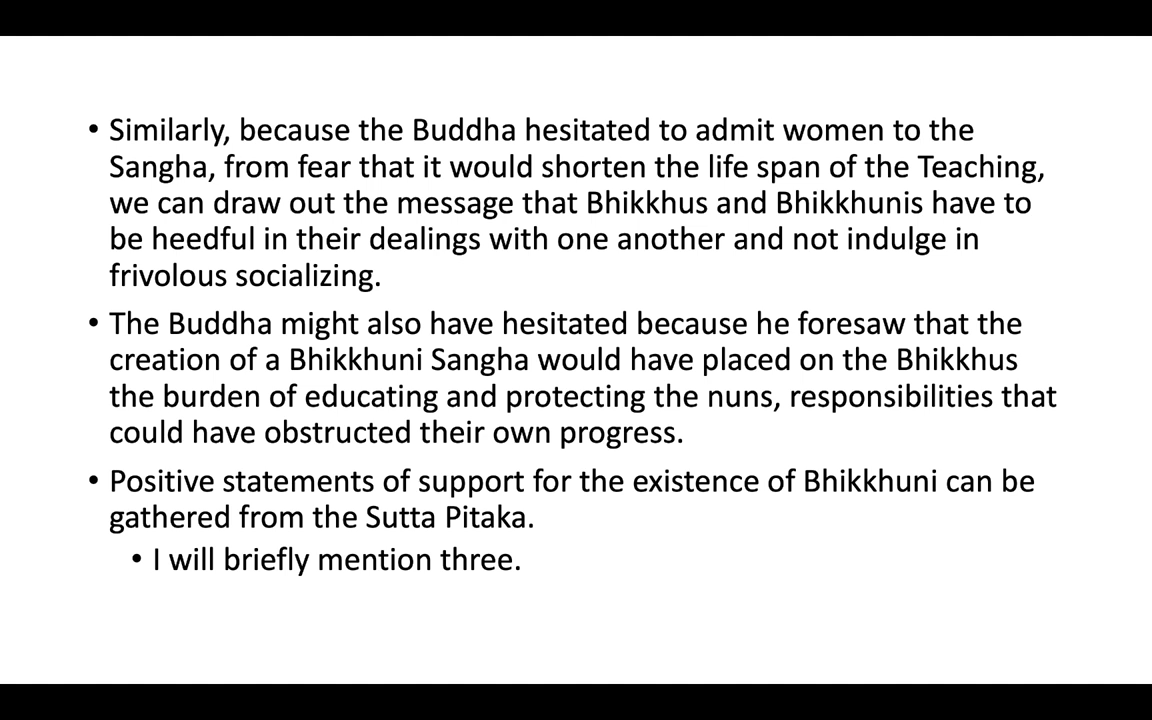 • Similarly, because the Buddha hesitated to admit women to the
Sangha, from fear that it would shorten the life span of the Teaching,
we can draw out the message that Bhikkhus and Bhikkhunis have to
be heedful in their dealings with one another and not indulge in
frivolous socializing.
• The Buddha might also have hesitated because he foresaw that the
creation of a Bhikkhuni Sangha would have placed on the Bhikkhus
the burden of educating and protecting the nuns, responsibilities that
could have obstructed their own progress.
• Positive statements of support for the existence of Bhikkhuni can be
gathered from the Sutta Pitaka.
• I will briefly mention three.